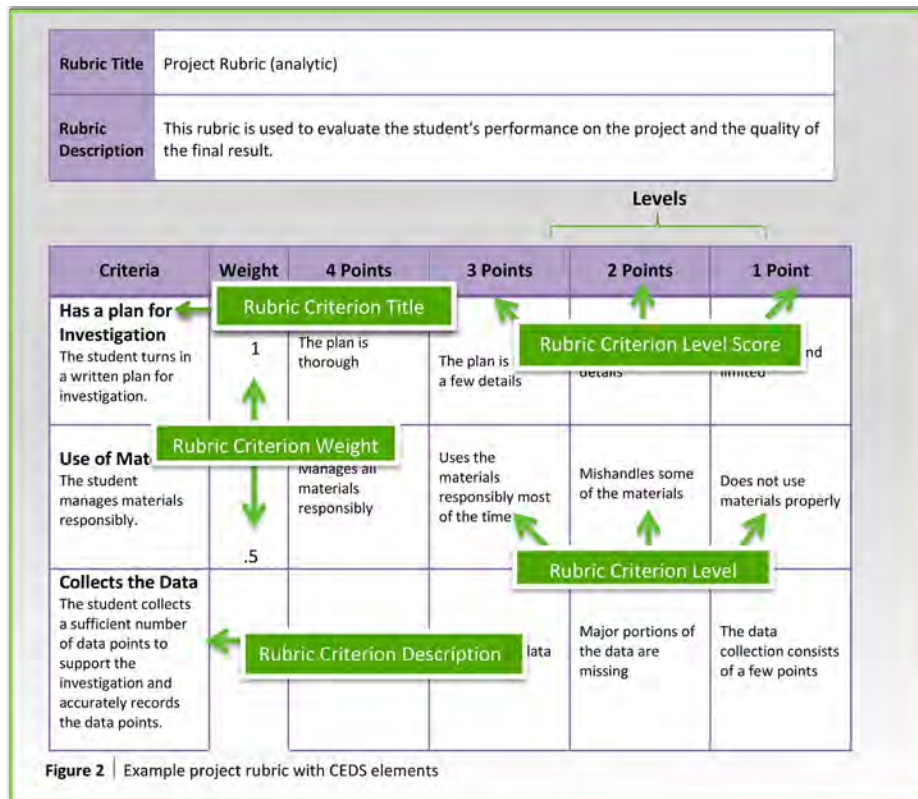 Rubric Title
Project Rubric (analytic)
Rubric
Description
This rubric is used to evaluate the student's performance on the project and the quality of
the final result.
Levels
Criteria
Weight
4 Points
3 Points
2 Points
1 Point
Has a plan for
Investigation
The student turns in
a written plan for
investigation.
1
The plan is
thorough
The plan is
a few details
details
limited
Rubric Criterion Title
Rubric Criterion Level Score
Rubric Criterion Weight
Use of
The student
manages materials
responsibly.
.5
Manages all
materials
responsibly
Uses the
materials
responsibly most
of the time
Mishandles some
of the materials
Does not use
materials properly
Rubric Criterion Level
Collects the Data
The student collects
a sufficient number
of data points to
support the
investigation and
accurately records
the data points.
Rubric Criterion Description
Major portions of
the data are
missing
The data
collection consists
of a few points
Figure 2 | Example project rubric with CEDS elements